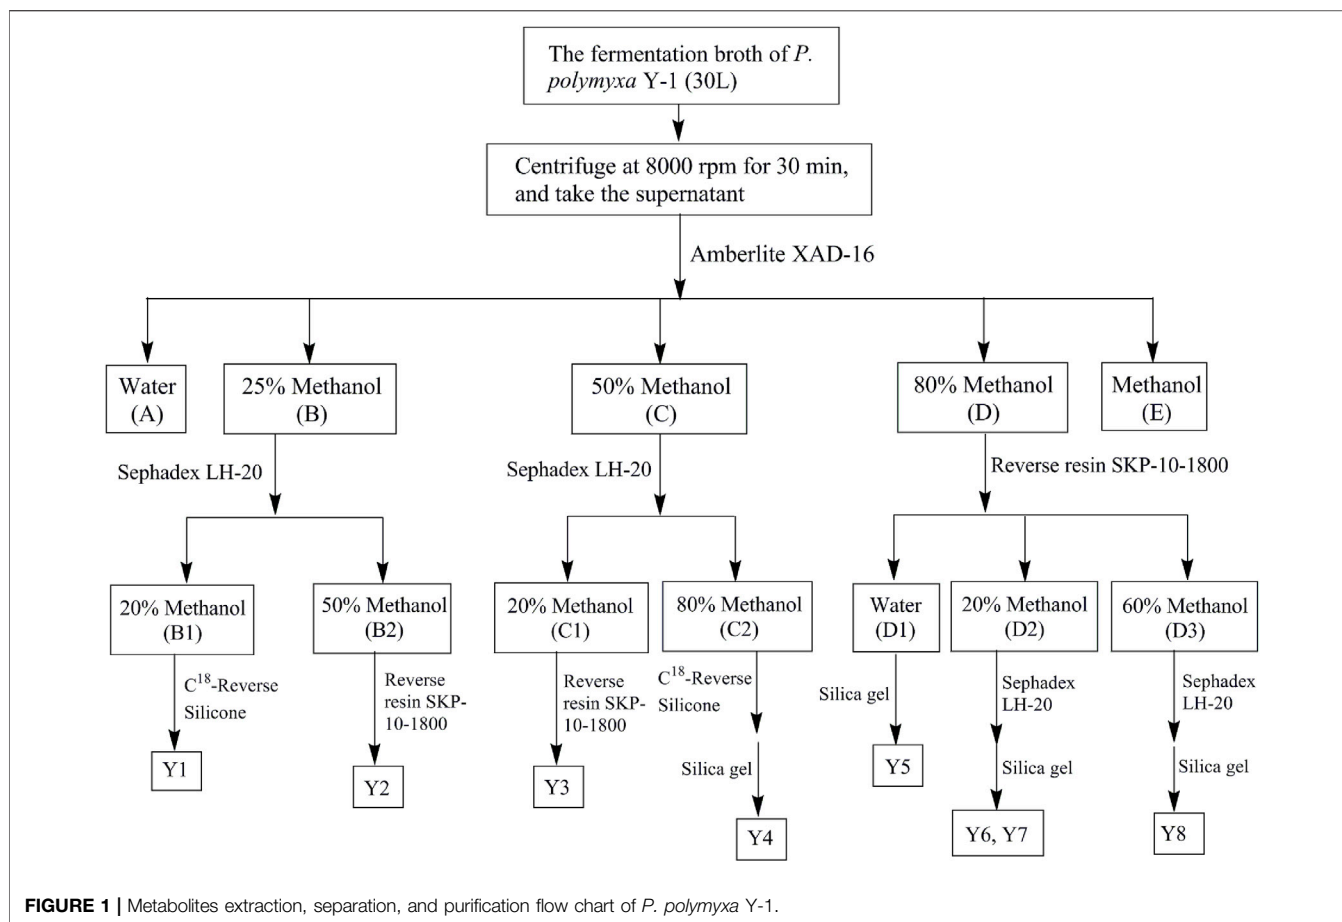 The fermentation broth of P.
polymyxa Y-1 (30L)
Centrifuge at 8000 rpm for 30 min,
and take the supernatant
Amberlite XAD-16
Water
(A)
25% Methanol
(B)
50% Methanol
(C)
80% Methanol
(D)
Methanol
(E)
Sephadex LH-20
Sephadex LH-20
Reverse resin SKP-10-1800
20% Methanol
(B1)
50% Methanol
(B2)
20% Methanol
(C1)
80% Methanol
(C2)
Water
(D1)
20% Methanol
(D2)
60% Methanol
(D3)
C18-Reverse
Silicone
Reverse
resin SKP-
10-1800
Reverse
resin SKP-
10-1800
C18-Reverse
Silicone
Silica gel
Sephadex
LH-20
Sephadex
LH-20
Y1
Y2
Y3
Silica gel
Y5
Silica gel
Silica gel
Y4
Y6, Y7
Y8
FIGURE 1 | Metabolites extraction, separation, and purification flow chart of P. polymyxa Y-1.